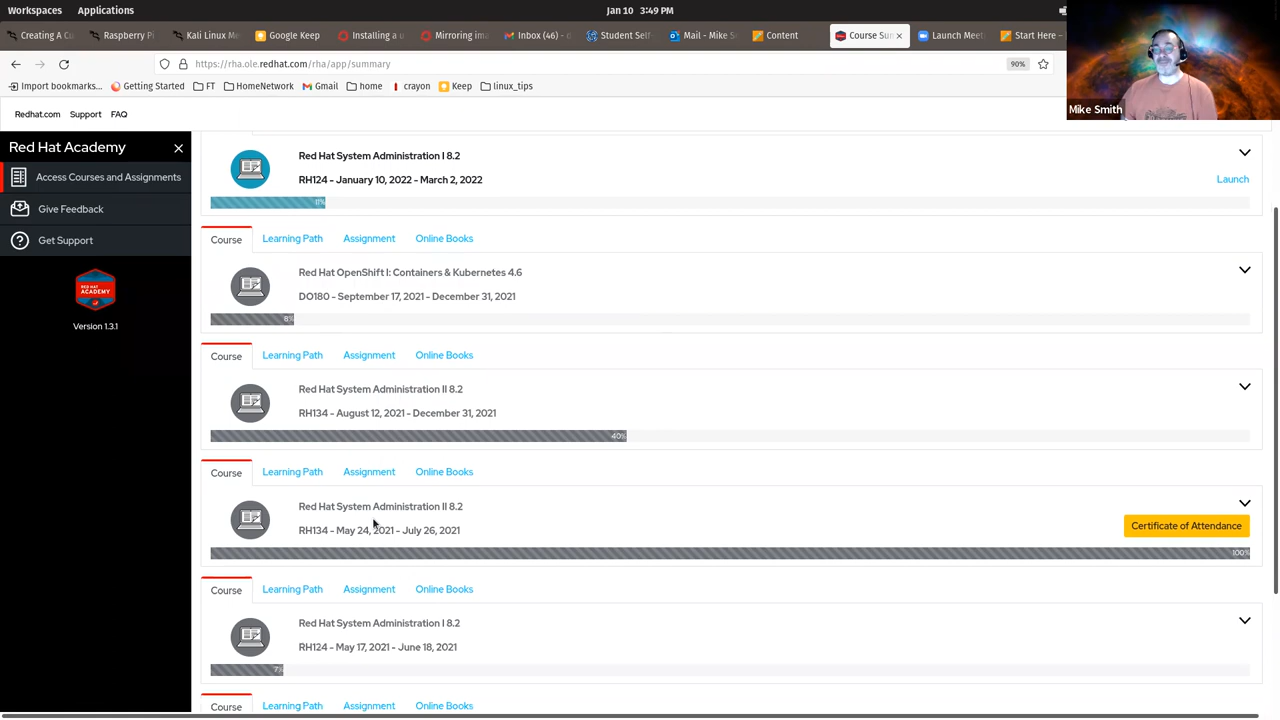 Workspaces Applications Jan 10 3:49 PM
Creating A Cu Raspberry Pi Kali Linux Me Google Keep Installing a u Mirroring ima Inbox (46) - d Student Self- Mail - Mike S Content Course Sun Launch Meet Start Here –
https://rha.ole.redhat.com/rha/app/summary 90%
Import bookmarks... Getting Started FT HomeNetwork Gmail home crayon Keep linux_tips
Mike Smith
Redhat.com Support FAQ
Red Hat Academy
Access Courses and Assignments
Give Feedback
Get Support
RED HAT
ACADEMY
Version 1.3.1
Red Hat System Administration I 8.2
RH124 - January 10, 2022 - March 2, 2022
Launch
11%
Course Learning Path Assignment Online Books
Red Hat OpenShift I: Containers & Kubernetes 4.6
DO180 - September 17, 2021 - December 31, 2021
8%
Course Learning Path Assignment Online Books
Red Hat System Administration II 8.2
RH134 - August 12, 2021 - December 31, 2021
40%
Course Learning Path Assignment Online Books
Red Hat System Administration II 8.2
RH134 - May 24, 2021 - July 26, 2021
Certificate of Attendance
100%
Course Learning Path Assignment Online Books
Red Hat System Administration I 8.2
RH124 - May 17, 2021 - June 18, 2021
7%
Course Learning Path Assignment Online Books